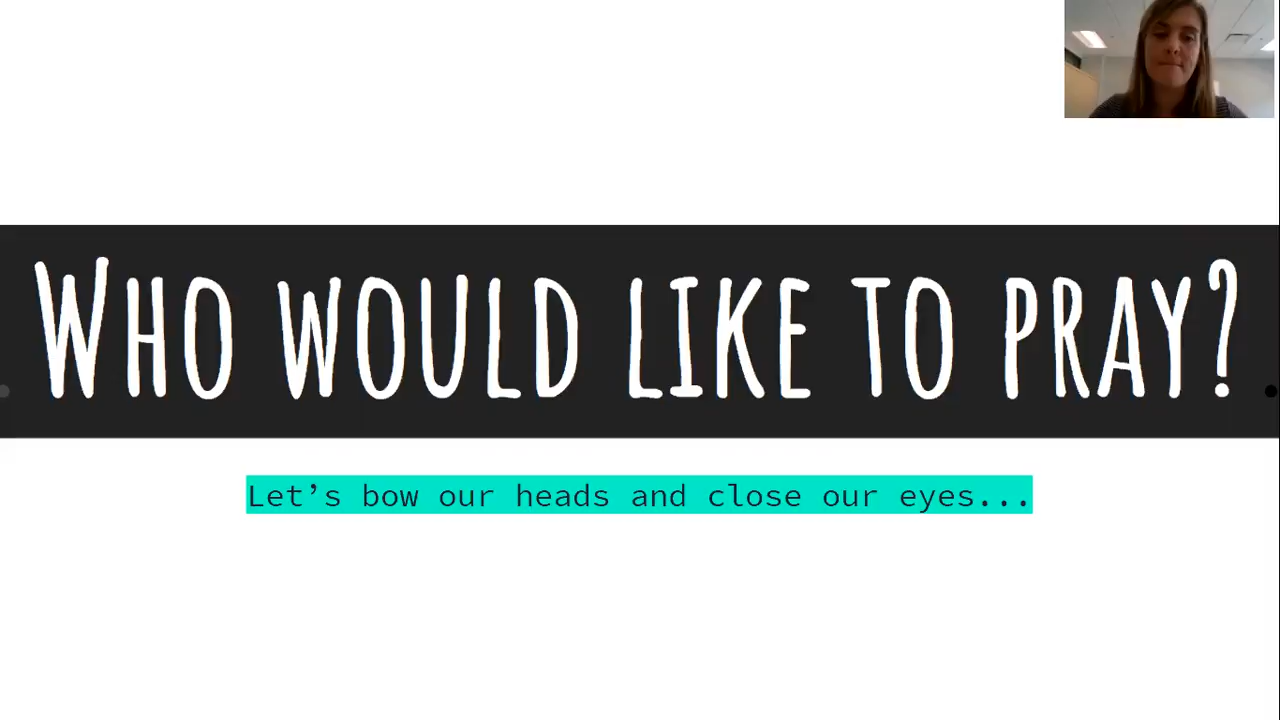 Who would like to pray?
Let’s bow our heads and close our eyes...